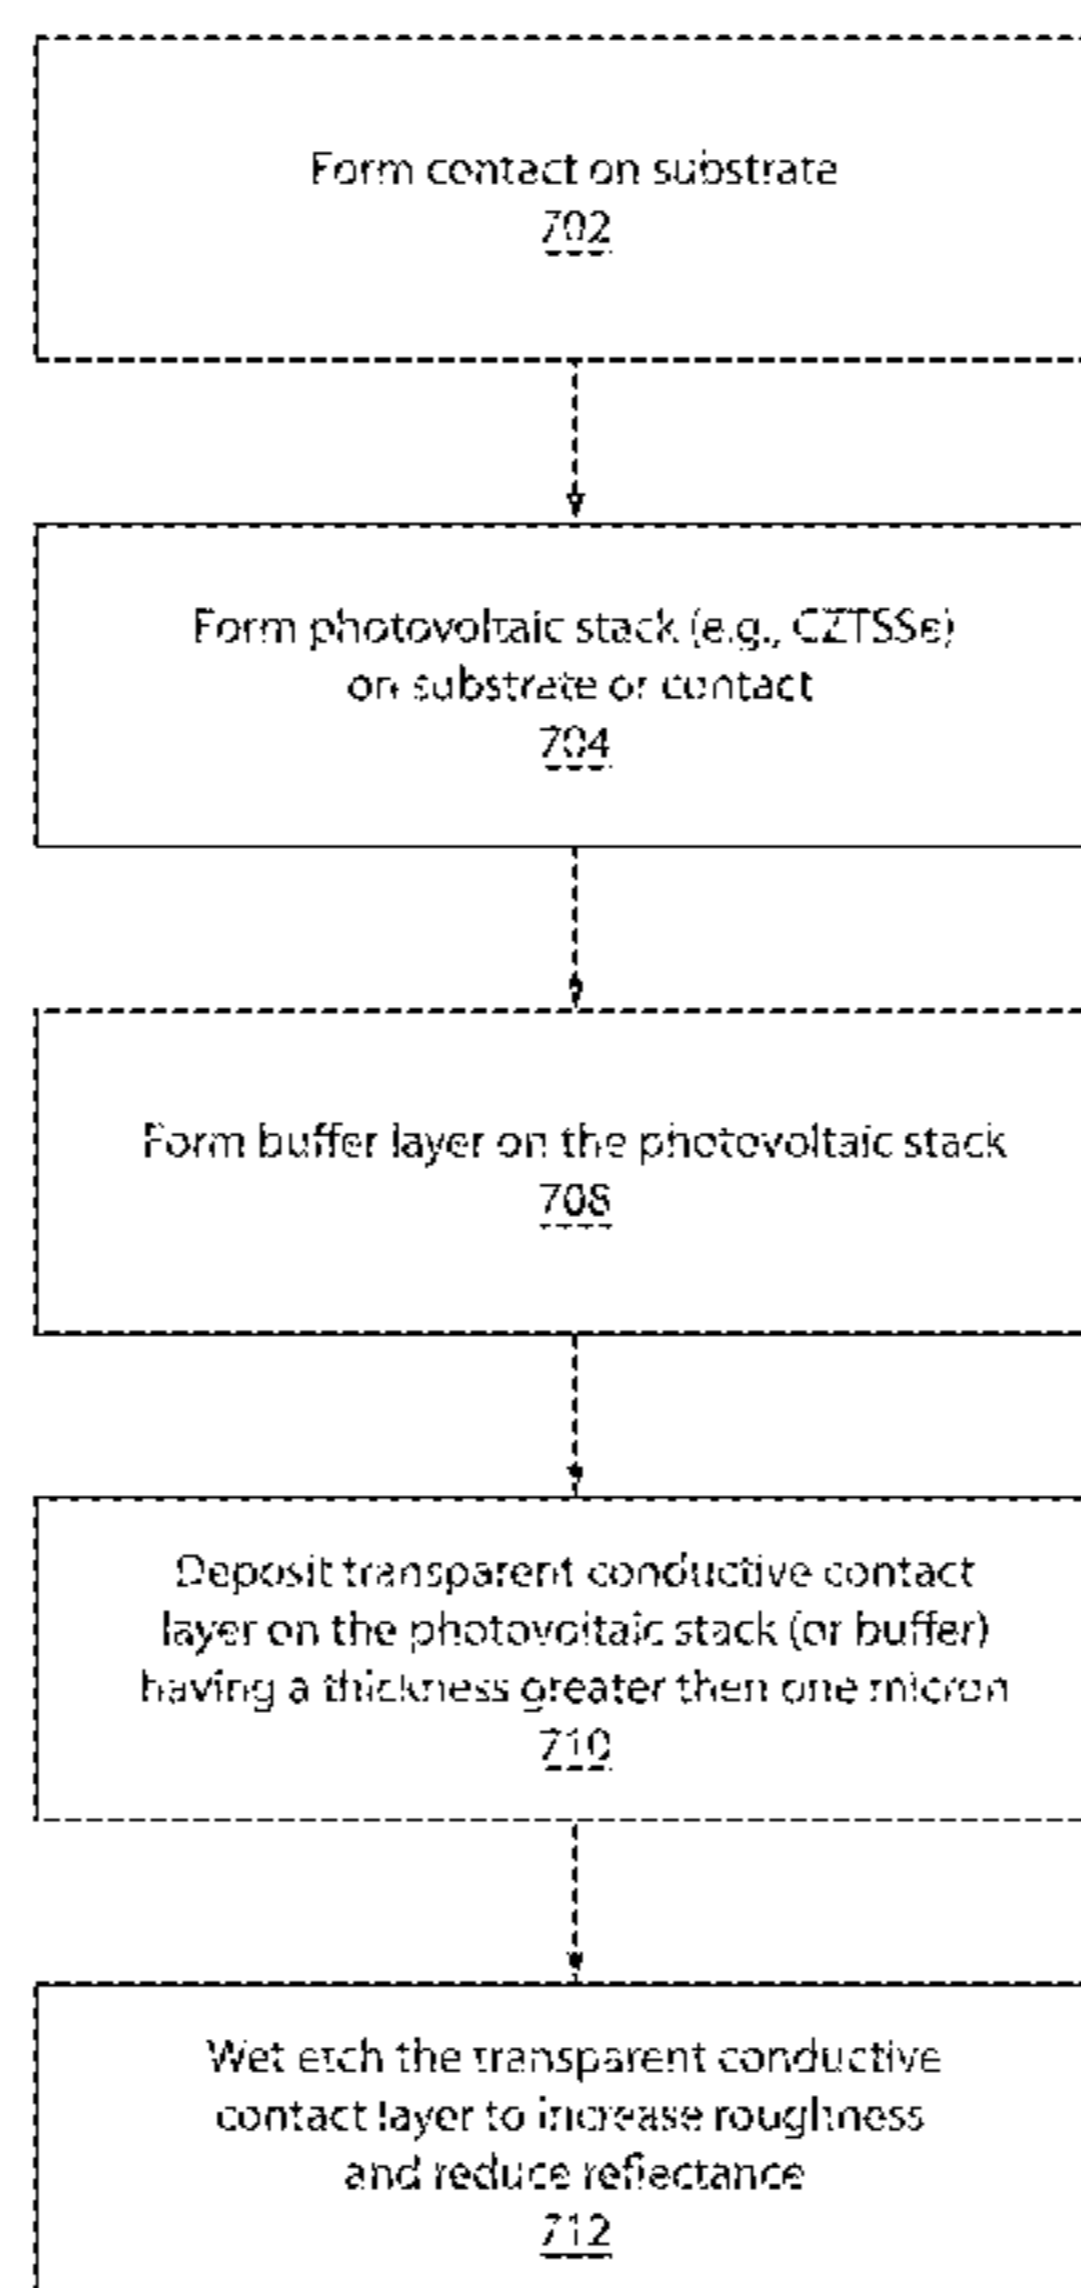 Form contact on substrate
702
Form photovoltaic stack (e.g., CZTSSe)
on substrate or contact
704
Form buffer layer on the photovoltaic stack
708
Deposit transparent conductive contact
layer on the photovoltaic stack (or buffer)
having a thickness greater then one micron
710
Wet etch the transparent conductive
contact layer to increase roughness
and reduce reflectance
712